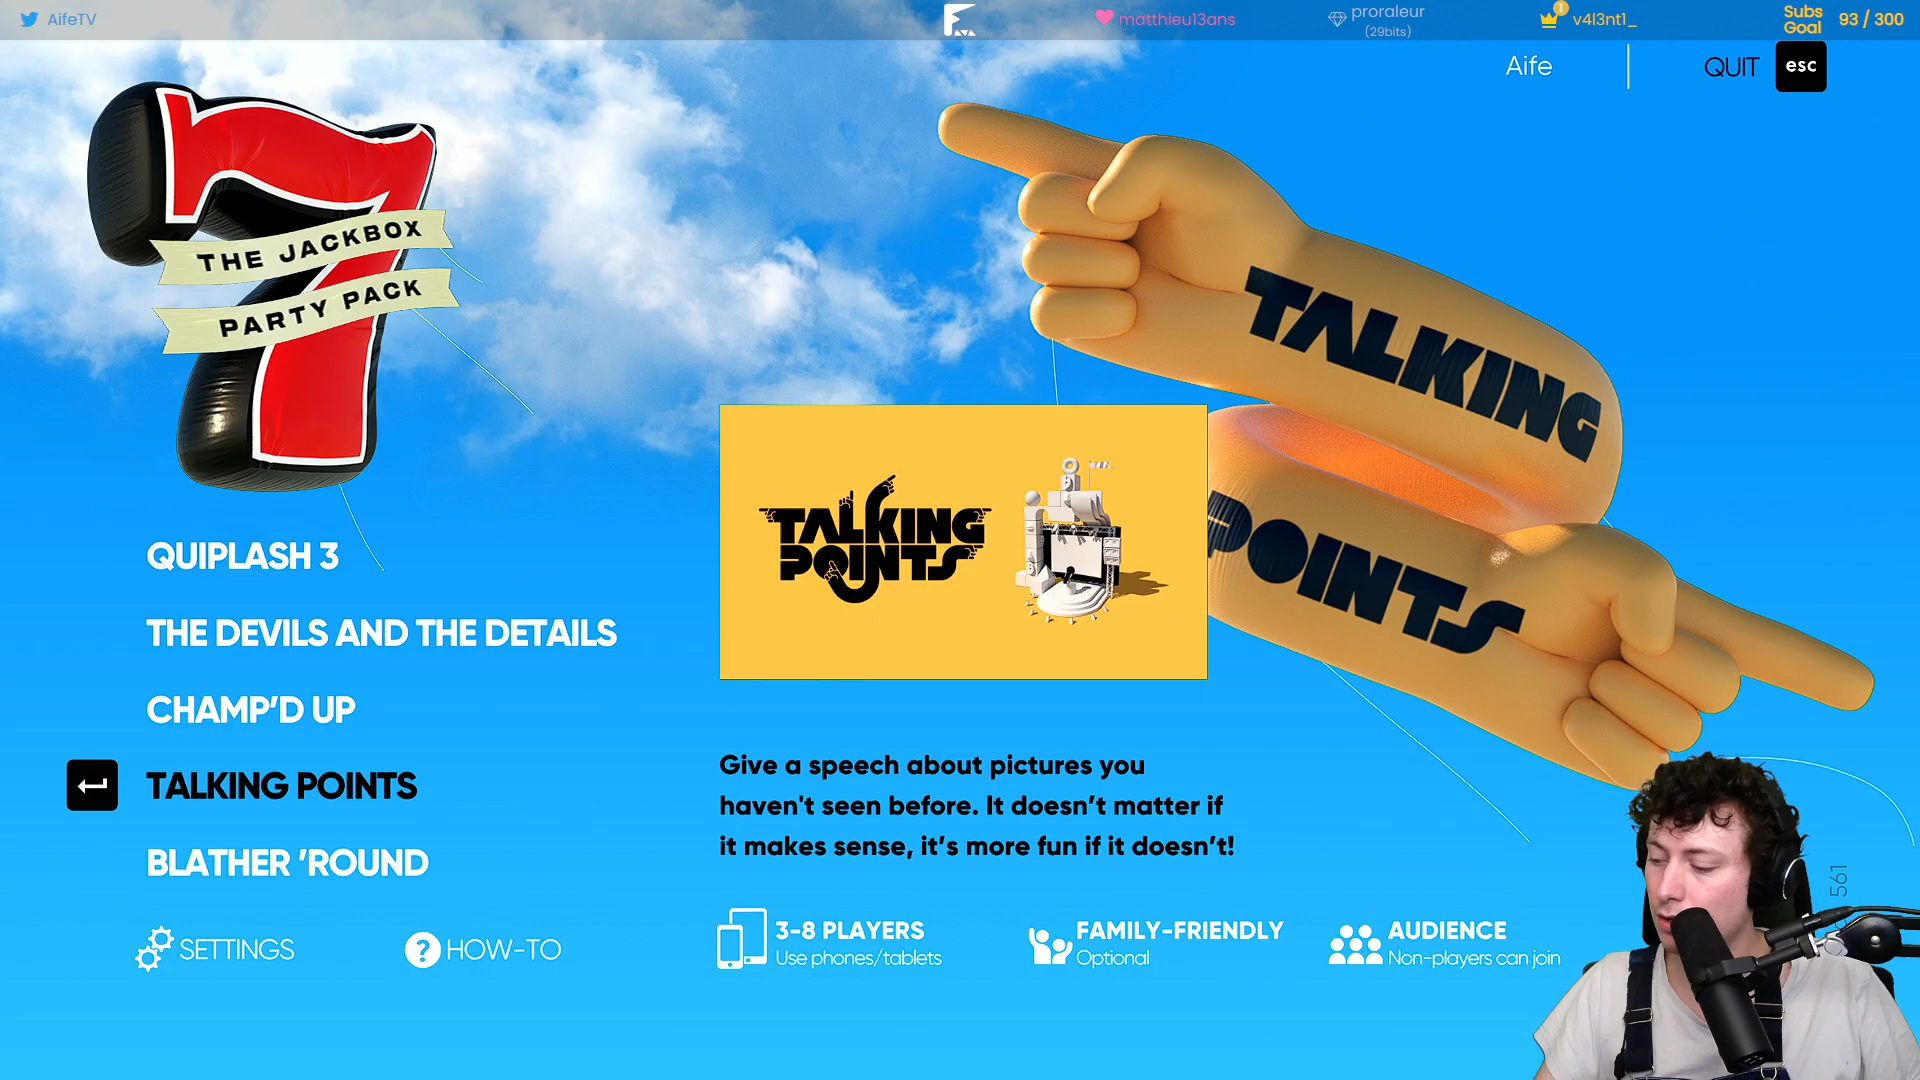 AifeTV
matthieu13ans
proraleur
(29bits)
1
v4l3nt1_
Subs
Goal
93 / 300
Aife
QUIT
esc
THE JACKBOX
PARTY PACK
TALKING
POINTS
TALKING
POINTS
QUIPLASH 3
THE DEVILS AND THE DETAILS
CHAMP’D UP
TALKING POINTS
BLATHER ’ROUND
SETTINGS
? HOW-TO
Give a speech about pictures you
haven't seen before. It doesn’t matter if
it makes sense, it’s more fun if it doesn’t!
3-8 PLAYERS
Use phones/tablets
FAMILY-FRIENDLY
Optional
AUDIENCE
Non-players can join
561